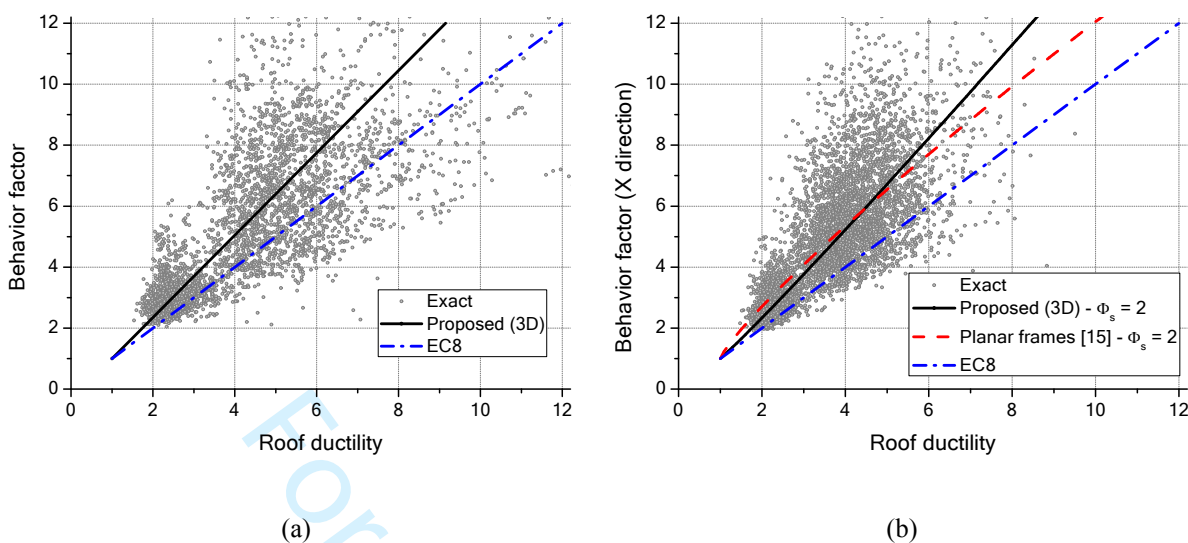 12
10
8
6
4
2
0
Behavior factor
Exact
Proposed (3D)
EC8
0 2 4 6 8 10 12
Roof ductility
(a)
12
10
8
6
4
2
0
Behavior factor (X direction)
Exact
Proposed (3D) - Φs = 2
Planar frames [15] - Φs = 2
EC8
0 2 4 6 8 10 12
Roof ductility
(b)
For